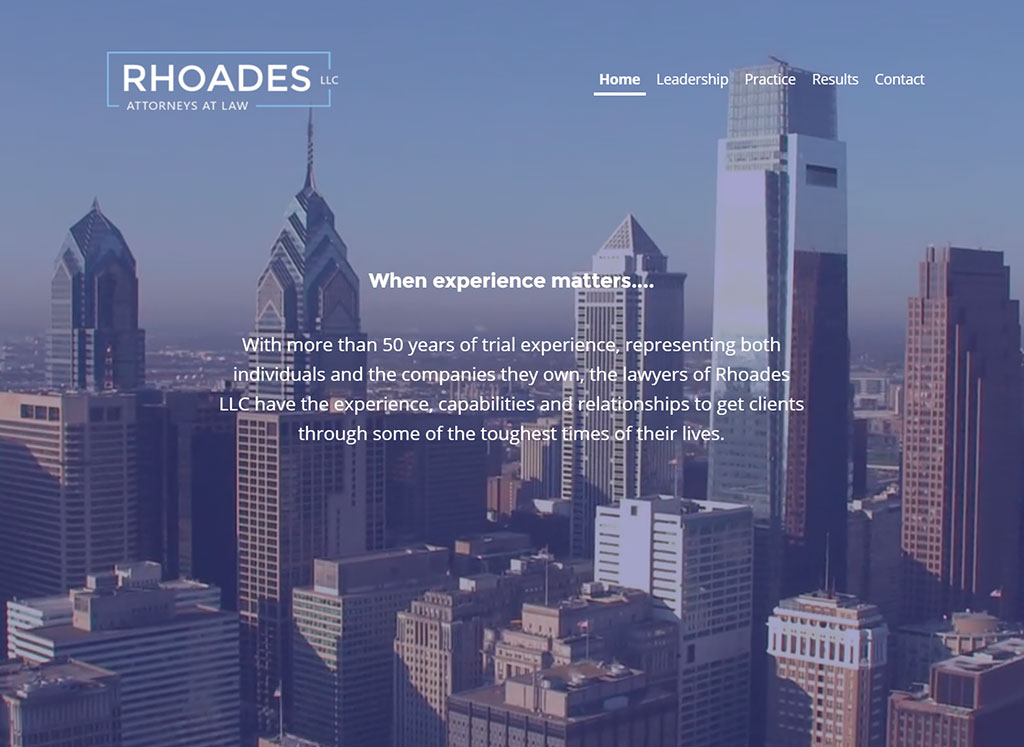 RHOADES LLC
ATTORNEYS AT LAW
Home Leadership Practice Results Contact
When experience matters....
With more than 50 years of trial experience, representing both
individuals and the companies they own, the lawyers of Rhoades
LLC have the experience, capabilities and relationships to get clients
through some of the toughest times of their lives.